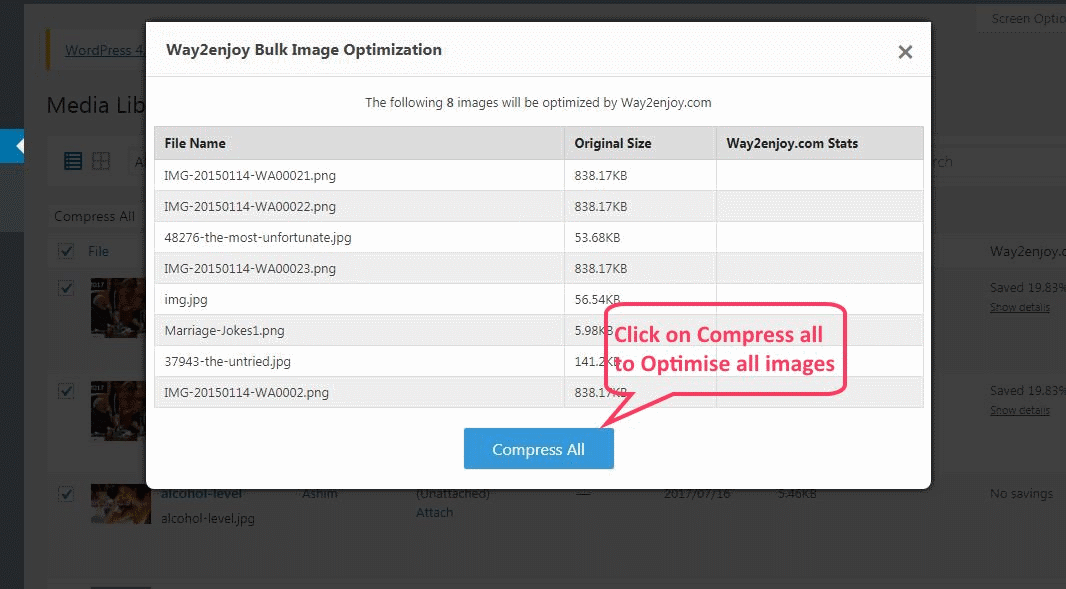 Screen Optio
WordPress 4.
Way2enjoy Bulk Image Optimization
Media Lib
The following 8 images will be optimized by Way2enjoy.com
File Name Original Size Way2enjoy.com Stats
IMG-20150114-WA00021.png 838.17KB
IMG-20150114-WA00022.png 838.17KB
48276-the-most-unfortunate.jpg 53.68KB
IMG-20150114-WA00023.png 838.17KB
img.jpg 56.54KB
Marriage-Jokes1.png 5.98KB
37943-the-untried.jpg 141.2KB
IMG-20150114-WA0002.png 838.17KB
Click on Compress all
to Optimise all images
Compress All
A
rch
Compress All
File
Way2enjoy.c
2017
Saved 19.83%
Show details
2017
Saved 19.83%
Show details
alcohol-level Ashim (Unattached) — 2017/07/16 5.46KB No savings
alcohol-level.jpg Attach